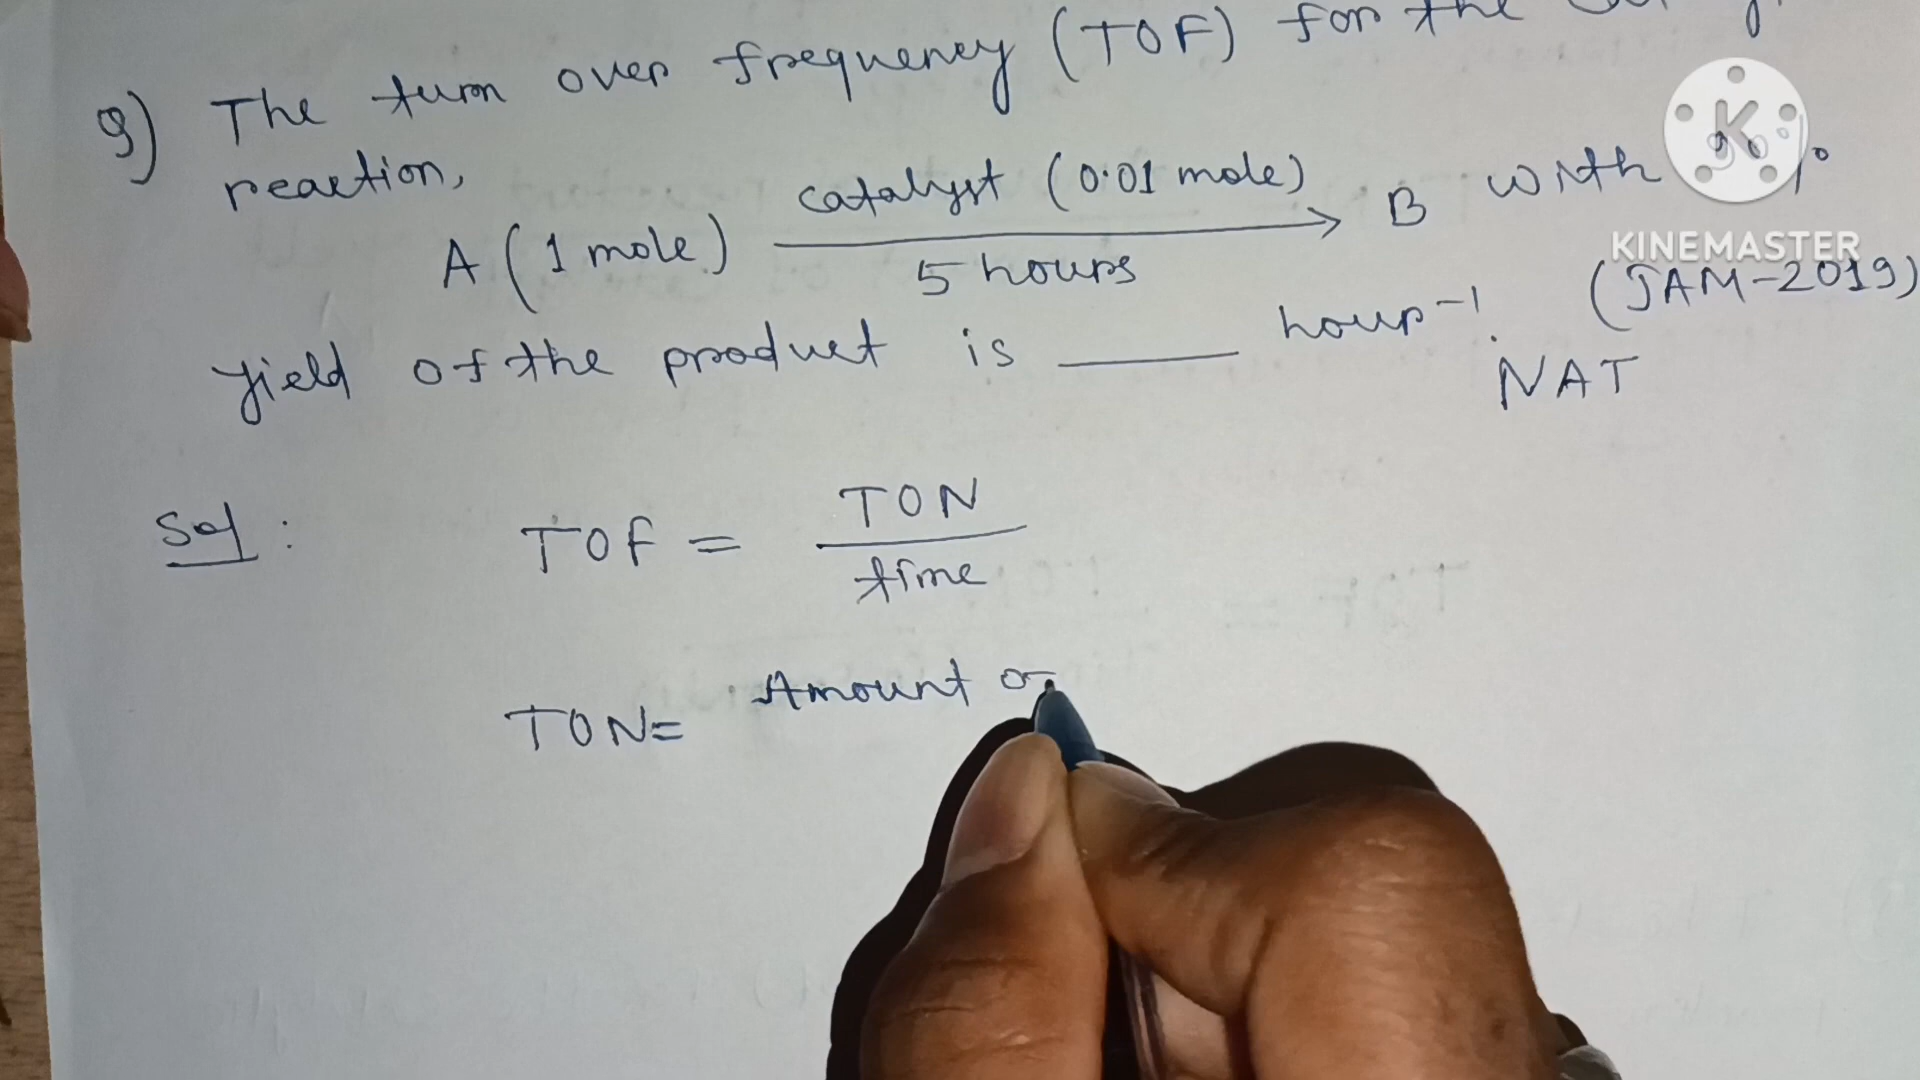 9) The turn over frequency (TOF) for the
reaction,
catalyst (0.01 mole)
A (1 mole) ⟶ B with %
5 hours
yield of the product is ____ hour⁻¹. (JAM-2019)
NAT
Sol :
TOF = TON / time
TON = Amount o
K
KINEMASTER